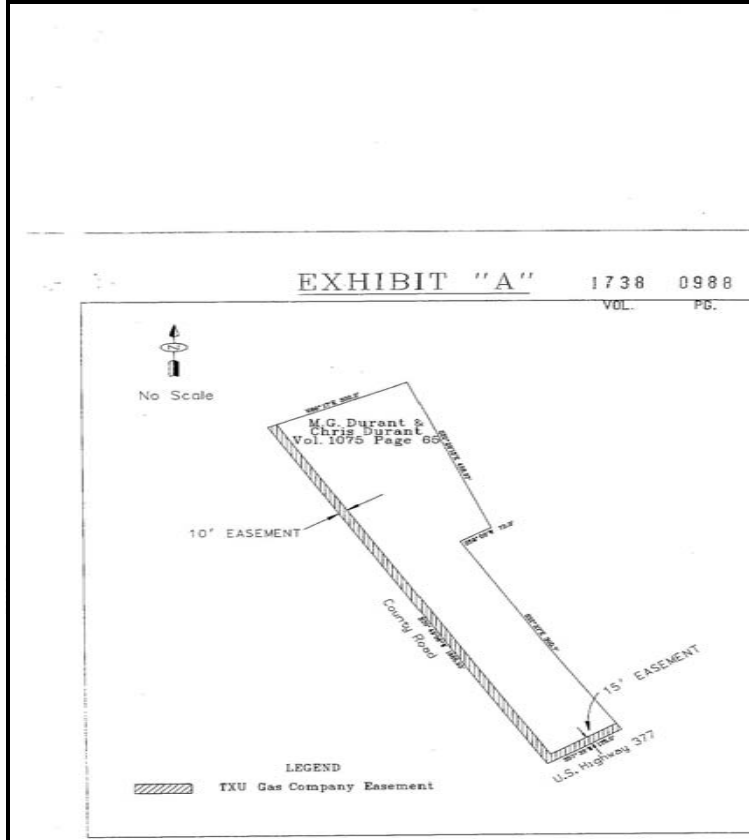 EXHIBIT "A"
1738 0988
VOL. PG.
No Scale
M.G. Durant &
Chris Durant
Vol. 1075 Page 65
10' EASEMENT
County Road
15' EASEMENT
U.S. Highway 377
LEGEND
TXU Gas Company Easement